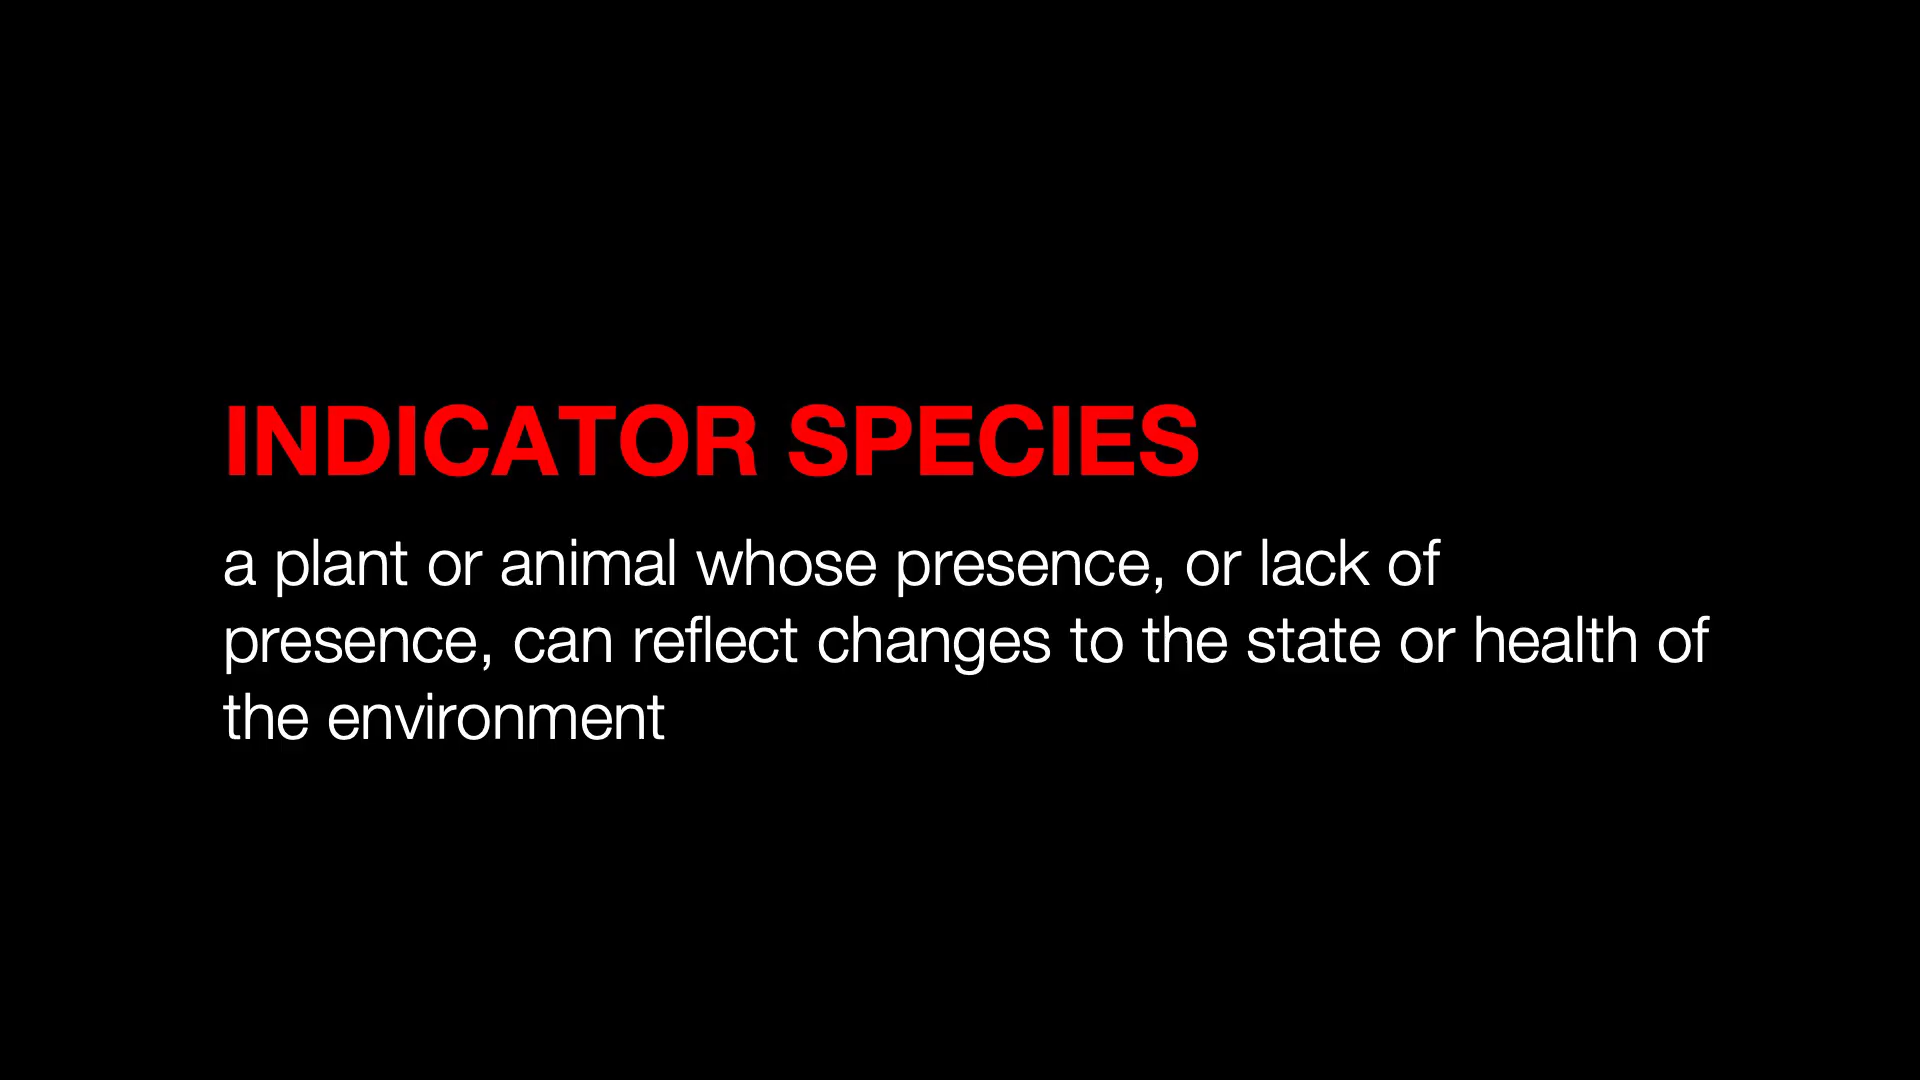 INDICATOR SPECIES
a plant or animal whose presence, or lack of
presence, can reflect changes to the state or health of
the environment